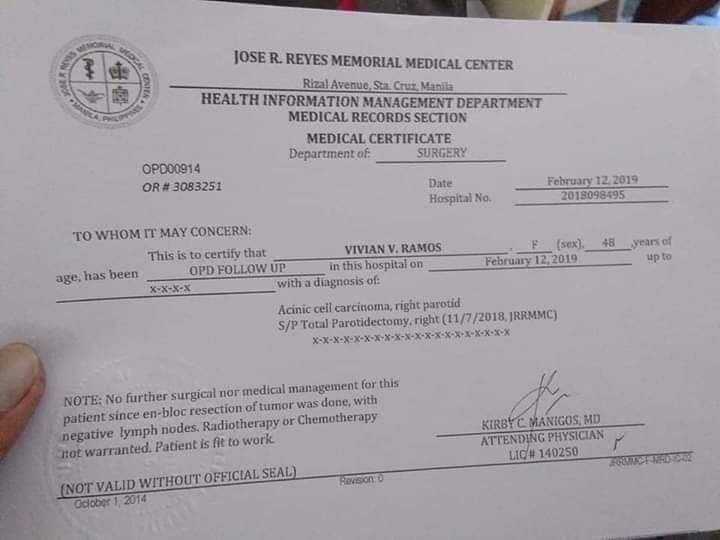 JOSE R. REYES MEMORIAL MEDICAL CENTER
MANILA, PHILIPPINES
JOSE R. REYES MEMORIAL MEDICAL CENTER
Rizal Avenue, Sta. Cruz, Manila
HEALTH INFORMATION MANAGEMENT DEPARTMENT
MEDICAL RECORDS SECTION
MEDICAL CERTIFICATE
Department of: SURGERY
OPD00914
OR # 3083251
Date February 12, 2019
Hospital No. 2018098495
TO WHOM IT MAY CONCERN:
This is to certify that VIVIAN V. RAMOS , F (sex), 48 years of
age, has been OPD FOLLOW UP in this hospital on February 12, 2019 up to
x-x-x-x with a diagnosis of:
Acinic cell carcinoma, right parotid
S/P Total Parotidectomy, right (11/7/2018, JRRMMC)
x-x-x-x-x-x-x-x-x-x-x-x-x-x-x-x-x-x-x-x
NOTE: No further surgical nor medical management for this
patient since en-bloc resection of tumor was done, with
negative lymph nodes. Radiotherapy or Chemotherapy
not warranted. Patient is fit to work.
KIRBY C. MANIGOS, MD
ATTENDING PHYSICIAN
LIC # 140250
(NOT VALID WITHOUT OFFICIAL SEAL)
October 1, 2014
Revision: 0
JRRMMC-F-MRD-IC-02